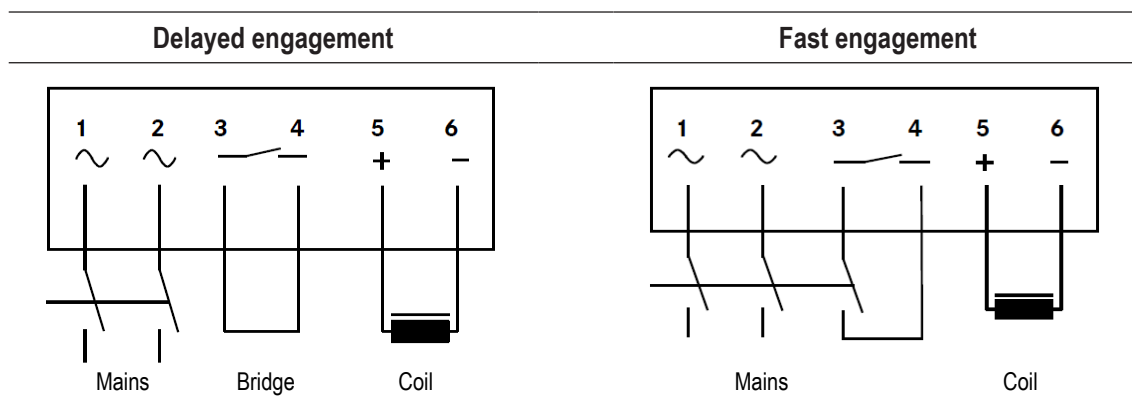 Delayed engagement
Fast engagement
1 2 3 4 5 6
+ −
1 2 3 4 5 6
+ −
Mains Bridge Coil
Mains Coil